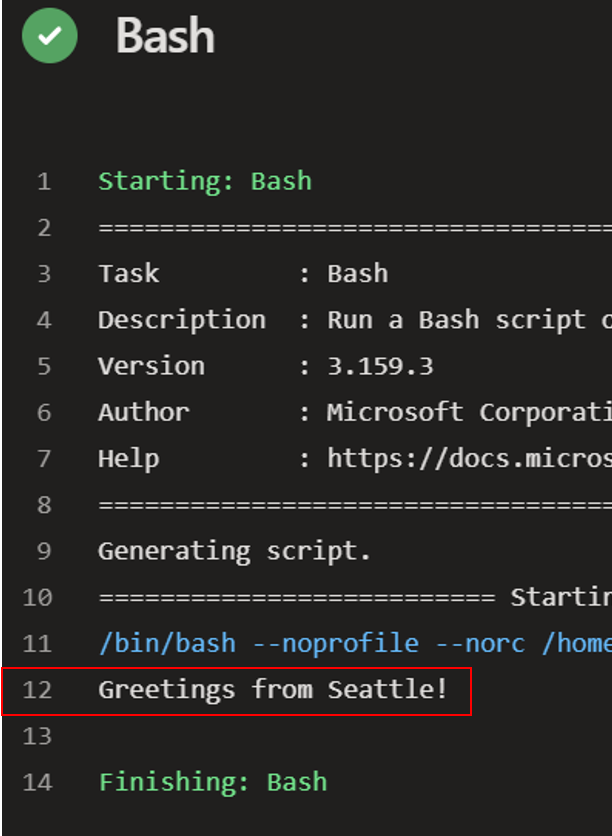 Bash
1 Starting: Bash
2 ==================================
3 Task : Bash
4 Description : Run a Bash script
5 Version : 3.159.3
6 Author : Microsoft Corporati
7 Help : https://docs.micros
8 ==================================
9 Generating script.
10 ========================== Startin
11 /bin/bash --noprofile --norc /home
12 Greetings from Seattle!
13
14 Finishing: Bash